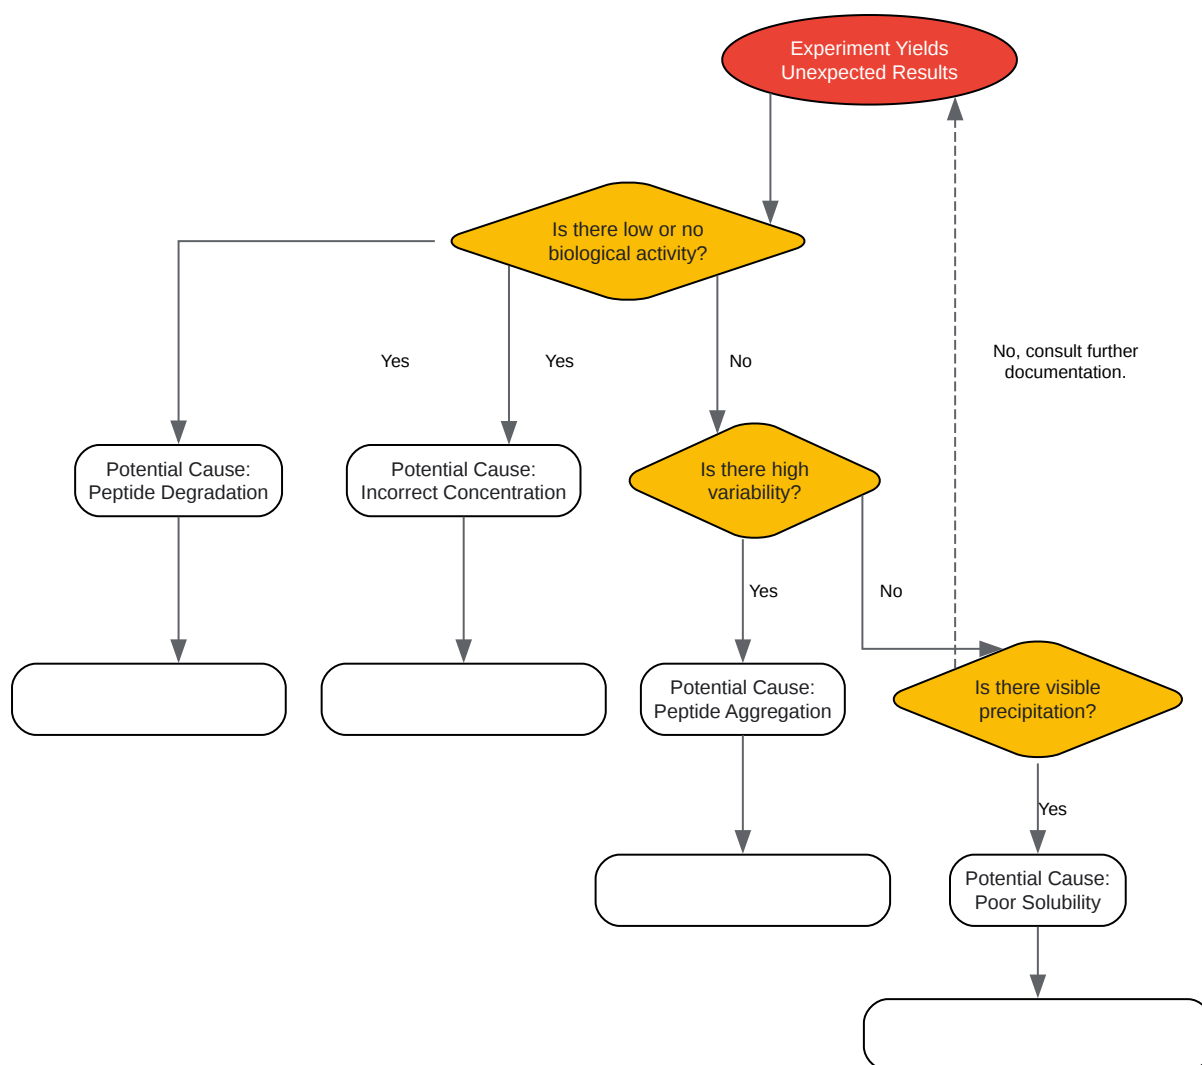 Experiment Yields
Unexpected Results
Is there low or no
biological activity?
No, consult further
documentation.
Yes
Yes
No
Potential Cause:
Peptide Degradation
Potential Cause:
Incorrect Concentration
Is there high
variability?
Yes
No
Potential Cause:
Peptide Aggregation
Is there visible
precipitation?
Yes
Potential Cause:
Poor Solubility